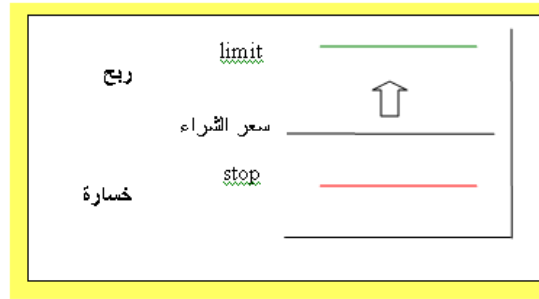 limit
ربح
سعر الشراء
stop
خسارة